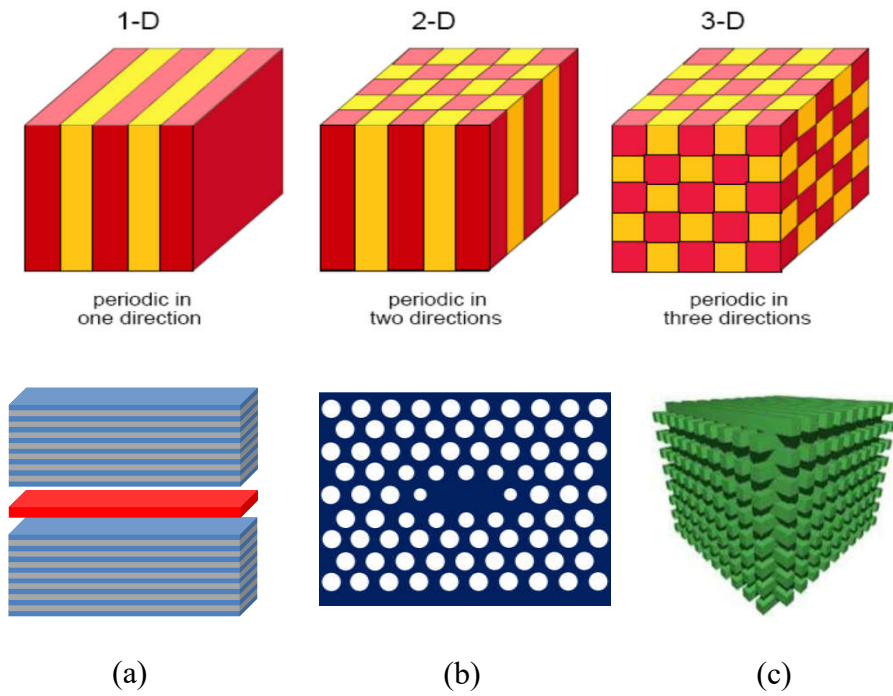 1-D
2-D
3-D
periodic in
one direction
periodic in
two directions
periodic in
three directions
(a)
(b)
(c)